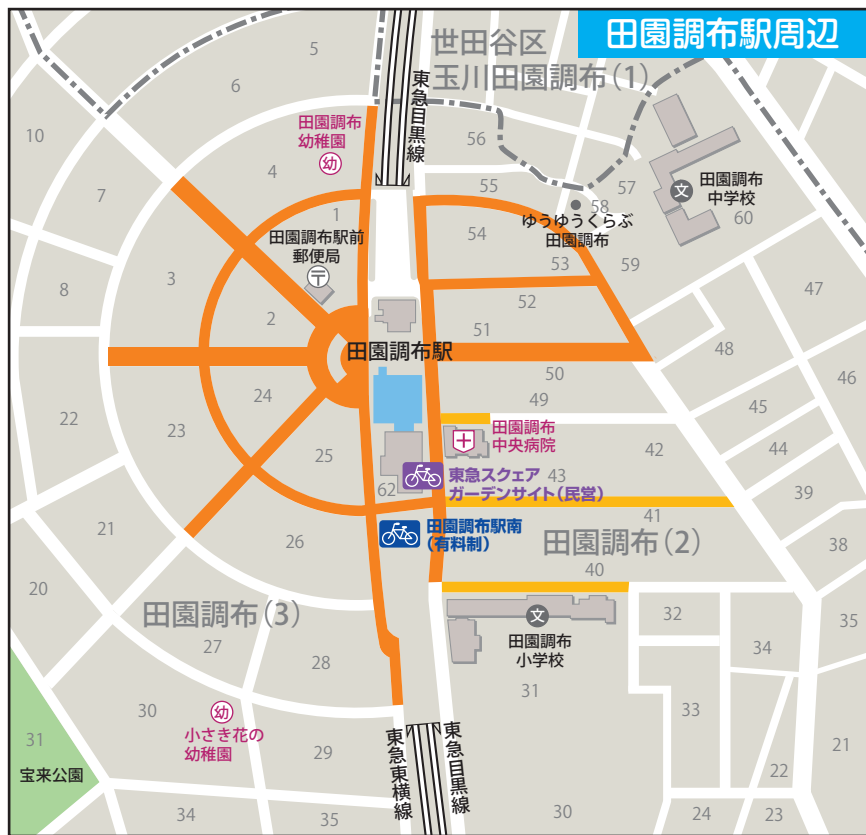 田園調布駅周辺
世田谷区
玉川田園調布(1)
東急目黒線
5
6
10
田園調布
幼稚園
幼
4
7
56
55
57
58
田園調布
中学校
文
60
ゆうゆうくらぶ
田園調布
1
田園調布駅前
郵便局
〒
54
53
59
3
8
2
52
47
51
48
田園調布駅
50
46
24
49
45
22
23
田園調布
中央病院
42
44
25
43
東急スクェア
ガーデンサイト(民営)
39
62
41
21
田園調布駅南
(有料制)
田園調布(2)
26
38
40
20
田園調布(3)
32
35
文
田園調布
小学校
27
34
28
31
30
幼
33
小さき花の
幼稚園
31
宝来公園
29
東急東横線
東急目黒線
21
22
34
35
30
24
23